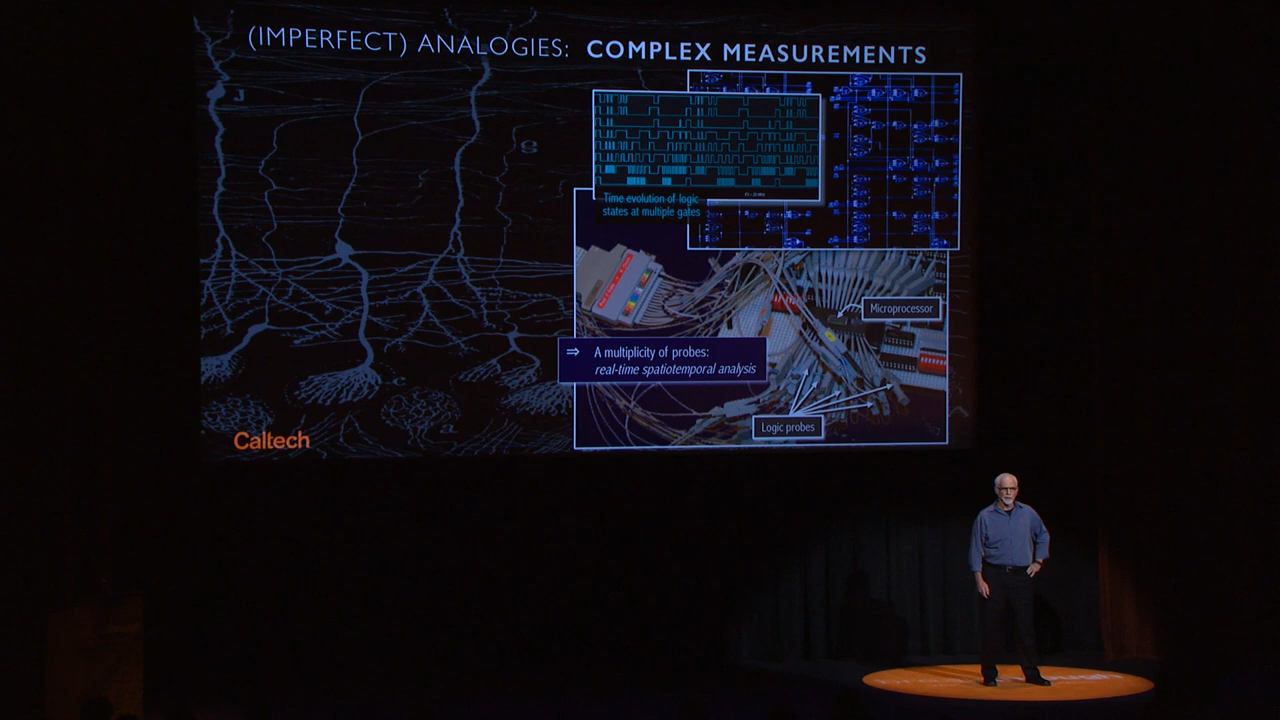 (IMPERFECT) ANALOGIES: COMPLEX MEASUREMENTS
J
g
Time evolution of logic
states at multiple gates
Microprocessor
⇒ A multiplicity of probes:
real-time spatiotemporal analysis
Logic probes
c
a
Caltech